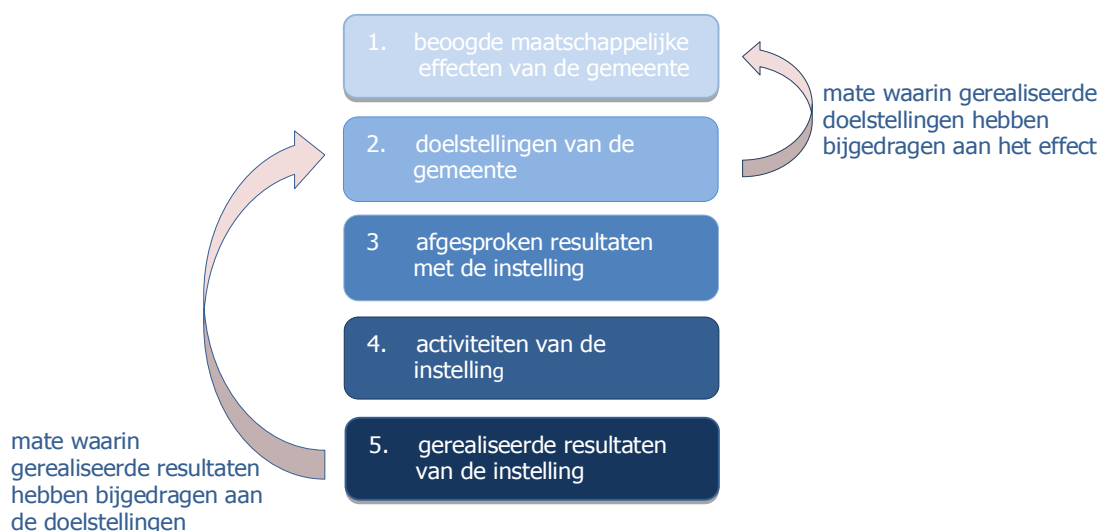 1. beoogde maatschappelijke
effecten van de gemeente
mate waarin gerealiseerde
doelstellingen hebben
bijgedragen aan het effect
2. doelstellingen van de
gemeente
3 afgesproken resultaten
met de instelling
4. activiteiten van de
instelling
5. gerealiseerde resultaten
van de instelling
mate waarin
gerealiseerde resultaten
hebben bijgedragen aan
de doelstellingen